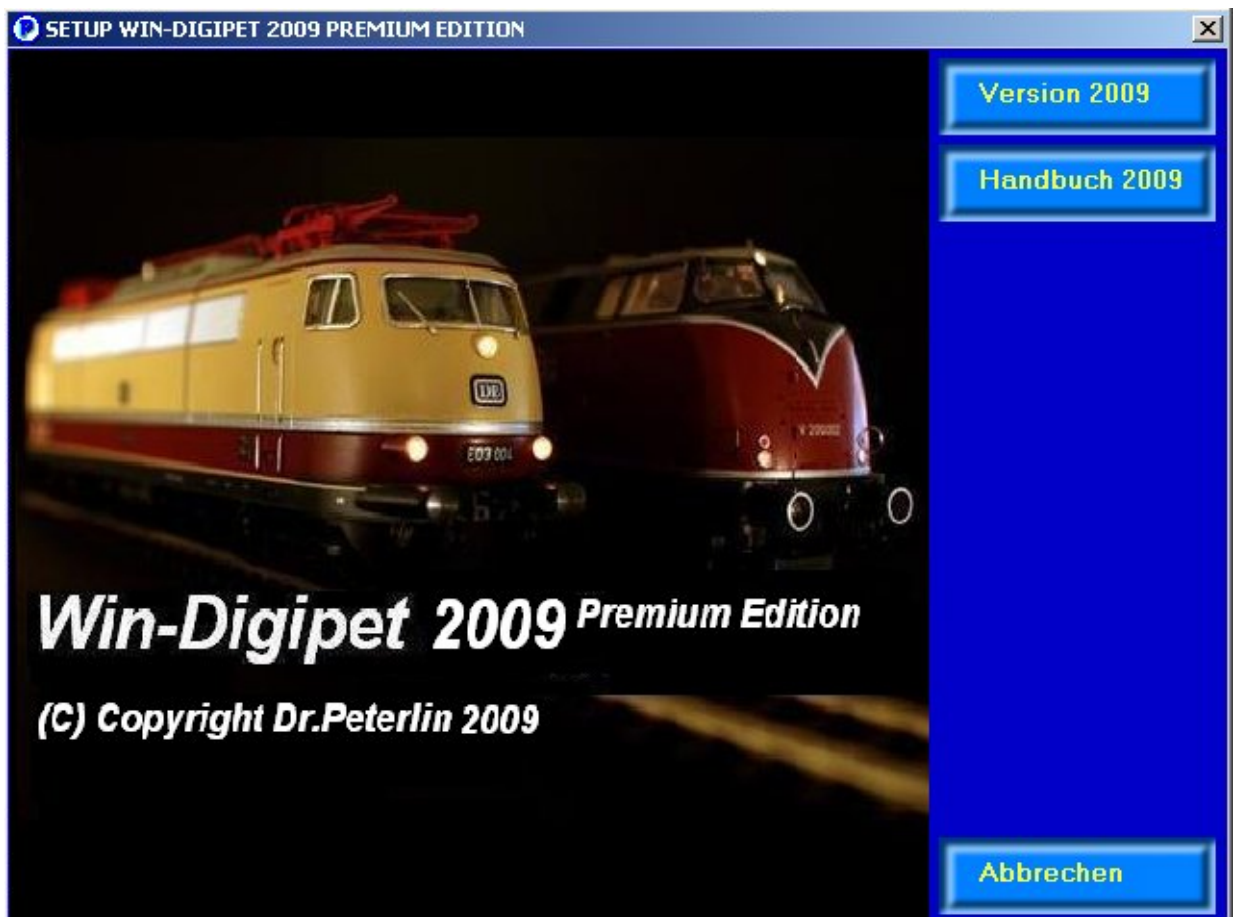 SETUP WIN-DIGIPET 2009 PREMIUM EDITION
Version 2009
Handbuch 2009
DB
E03 004
V 200002
Win-Digipet 2009 Premium Edition
(C) Copyright Dr.Peterlin 2009
Abbrechen